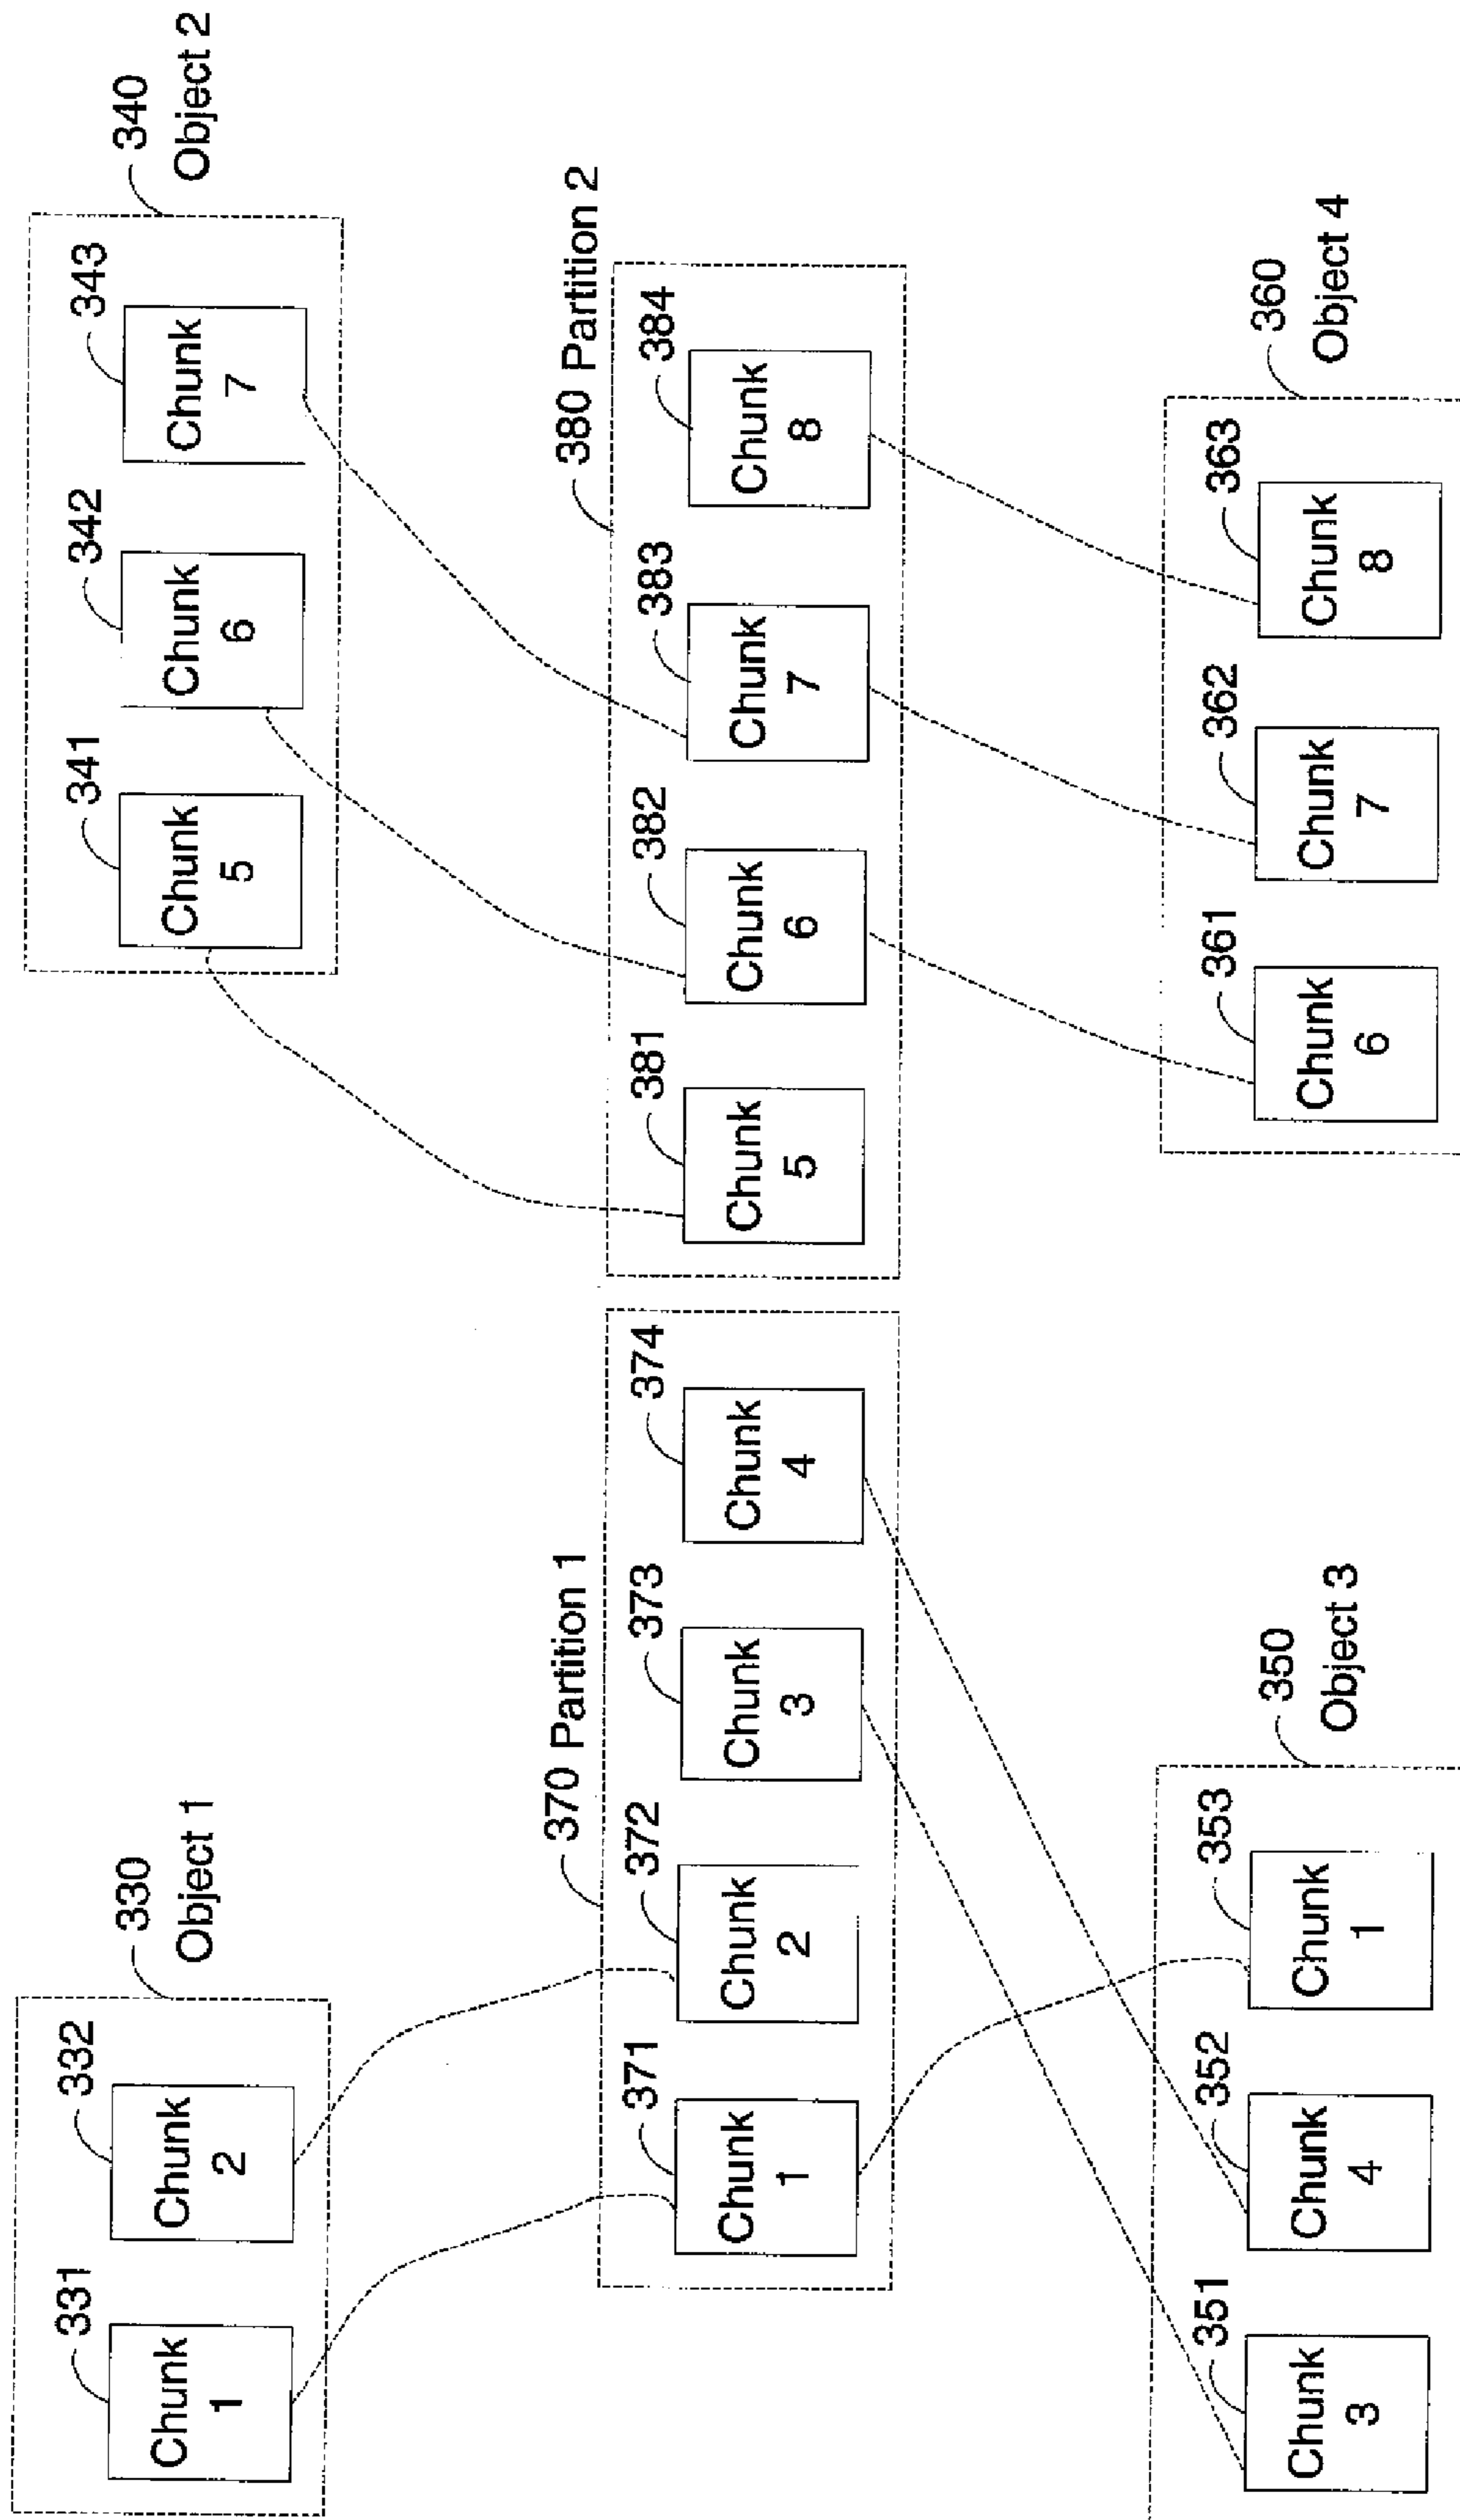 330
Object 1
331
332
Chunk
1
Chunk
2
340
Object 2
341
342
343
Chunk
5
Chunk
6
Chunk
7
370 Partition 1
371
372
373
374
Chunk
1
Chunk
2
Chunk
3
Chunk
4
380 Partition 2
381
382
383
384
Chunk
5
Chunk
6
Chunk
7
Chunk
8
350
Object 3
351
352
353
Chunk
3
Chunk
4
Chunk
1
360
Object 4
361
362
363
Chunk
6
Chunk
7
Chunk
8